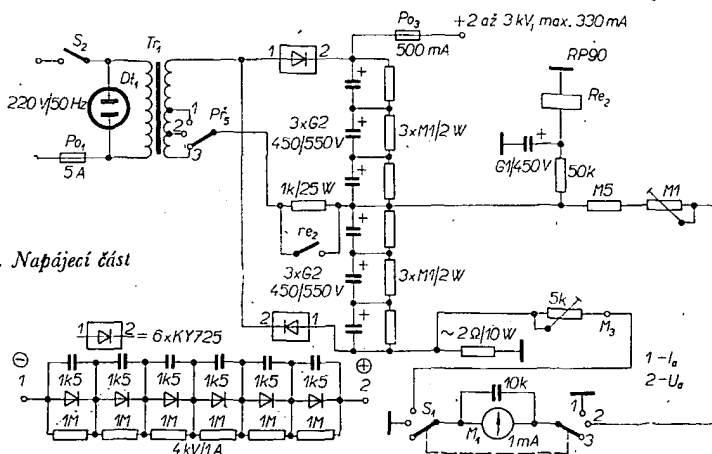 S2
Tr1
Dt1
220 V/50 Hz
Po1
5 A
1
2
3
Př5
1
2
Po3
500 mA
+2 až 3 kV, max. 330 mA
+
+
+
3xG2
450/550 V
3xM1/2 W
1k/25 W
re2
+
+
+
3xG2
450/550 V
3xM1/2 W
2
1
RP90
Re2
+
G1/450 V
50k
M5
M1
. Napájecí část
1
2
= 6xKY725
⊖
1
⊕
2
1k5
1k5
1k5
1k5
1k5
1k5
1M
1M
1M
1M
1M
1M
4 kV/1 A
~2 Ω/10 W
5k
M3
1 - Ia
2 - Ua
S1
10k
M1
1 mA
1
2
3